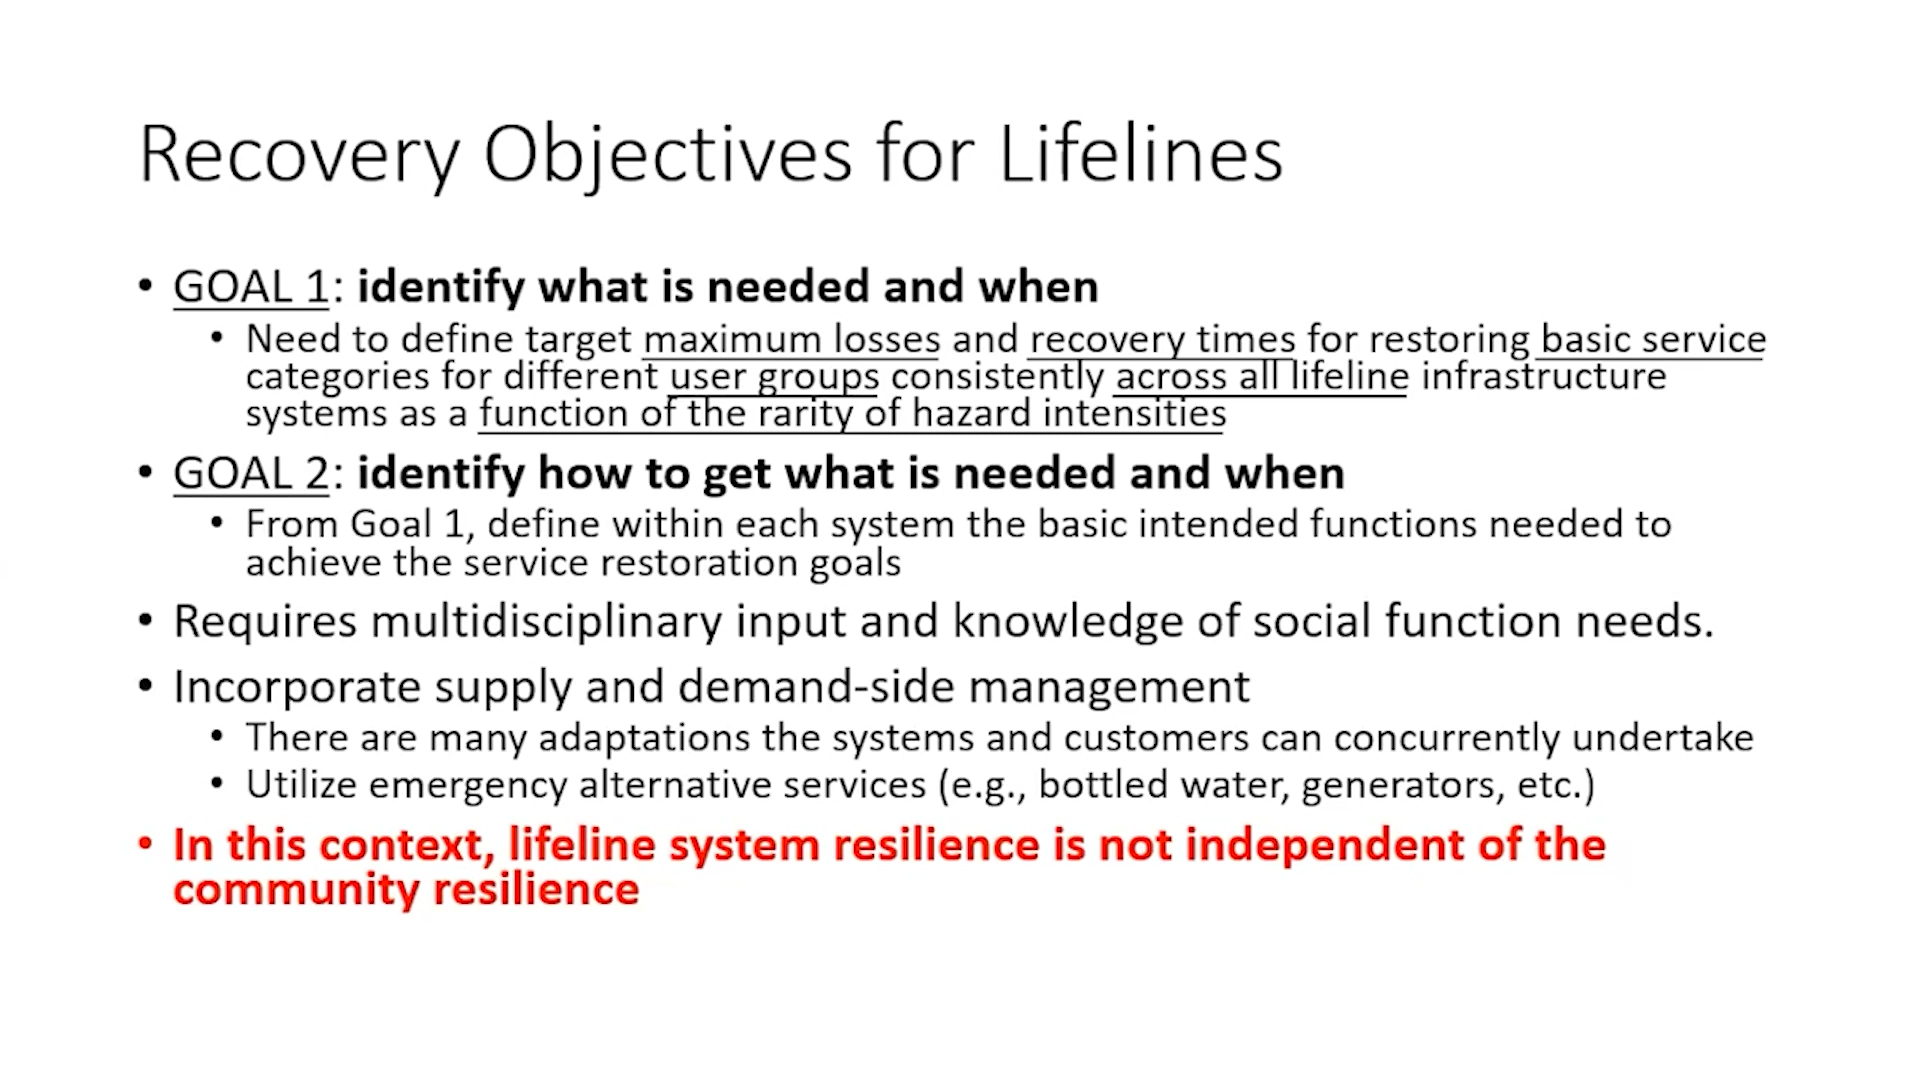 Recovery Objectives for Lifelines
• GOAL 1: identify what is needed and when
• Need to define target maximum losses and recovery times for restoring basic service
categories for different user groups consistently across all lifeline infrastructure
systems as a function of the rarity of hazard intensities
• GOAL 2: identify how to get what is needed and when
• From Goal 1, define within each system the basic intended functions needed to
achieve the service restoration goals
• Requires multidisciplinary input and knowledge of social function needs.
• Incorporate supply and demand-side management
• There are many adaptations the systems and customers can concurrently undertake
• Utilize emergency alternative services (e.g., bottled water, generators, etc.)
• In this context, lifeline system resilience is not independent of the
community resilience